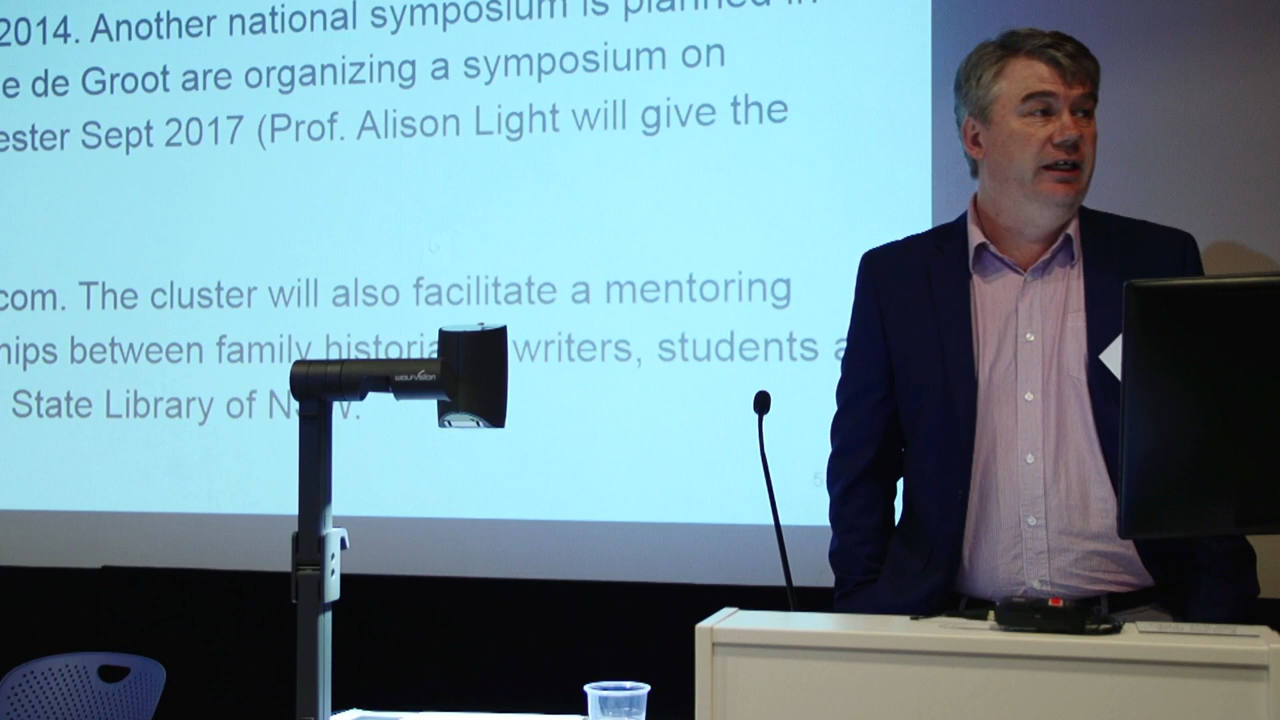 2014. Another national symposium is planned in
e de Groot are organizing a symposium on
ester Sept 2017 (Prof. Alison Light will give the
com. The cluster will also facilitate a mentoring
hips between family historia writers, students a
State Library of NSW.
wolfvision
5